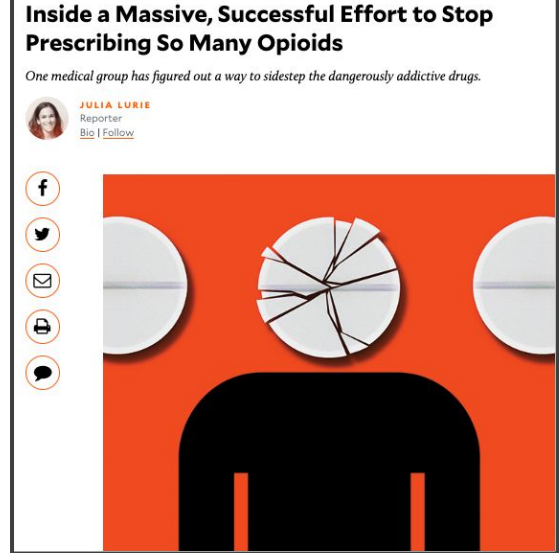 Inside a Massive, Successful Effort to Stop
Prescribing So Many Opioids
One medical group has figured out a way to sidestep the dangerously addictive drugs.
JULIA LURIE
Reporter
Bio | Follow